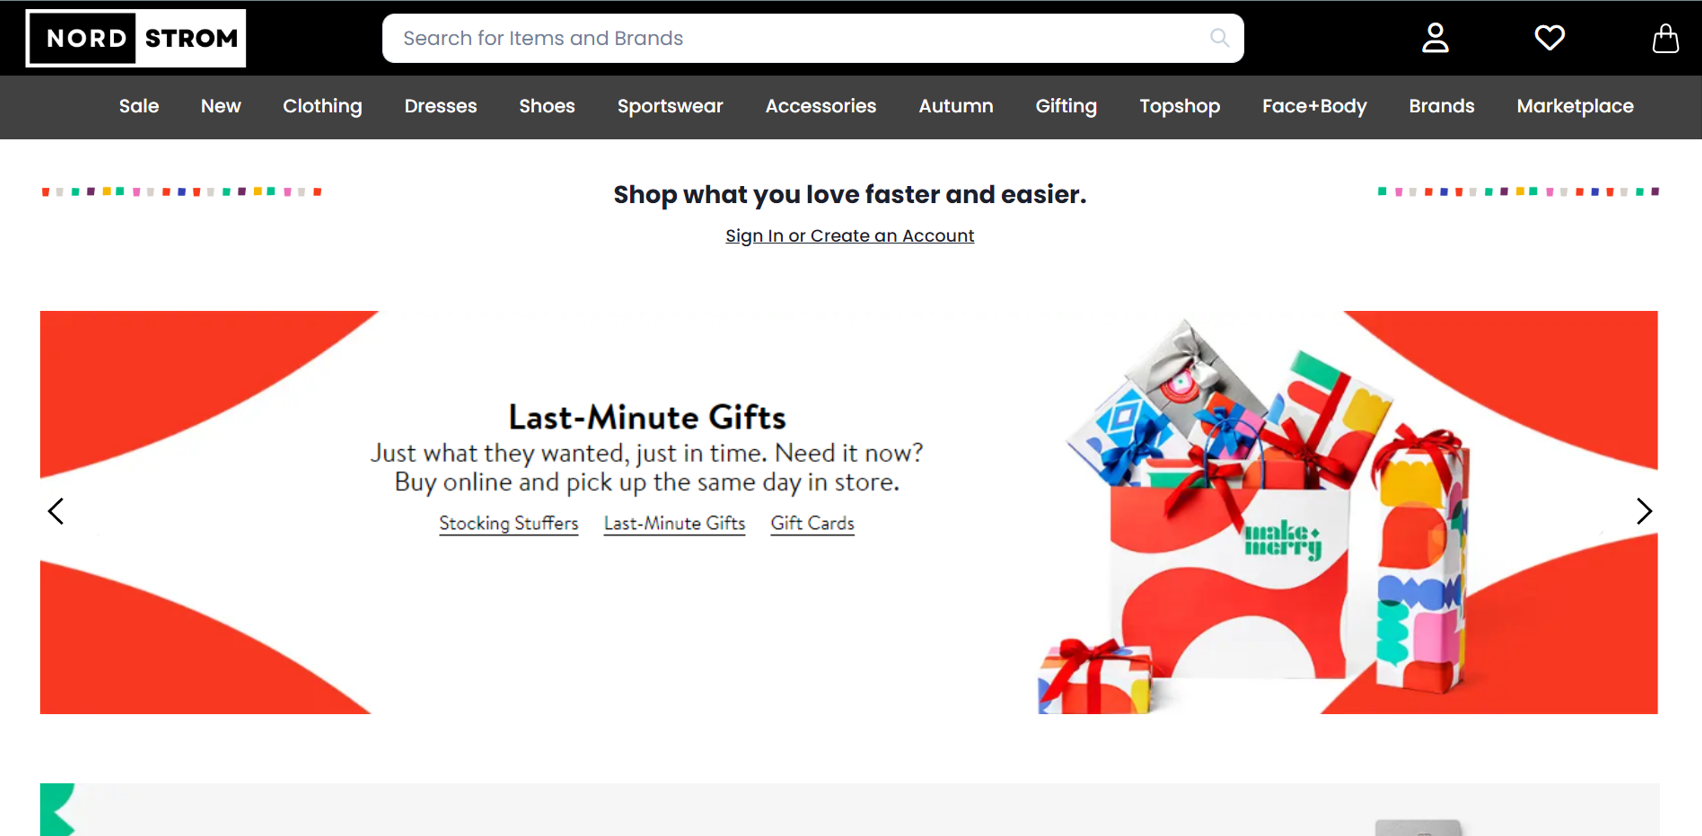 NORD STROM
Search for Items and Brands
Sale New Clothing Dresses Shoes Sportswear Accessories Autumn Gifting Topshop Face+Body Brands Marketplace
Shop what you love faster and easier.
Sign In or Create an Account
Last-Minute Gifts
Just what they wanted, just in time. Need it now?
Buy online and pick up the same day in store.
Stocking Stuffers Last-Minute Gifts Gift Cards
make
merry